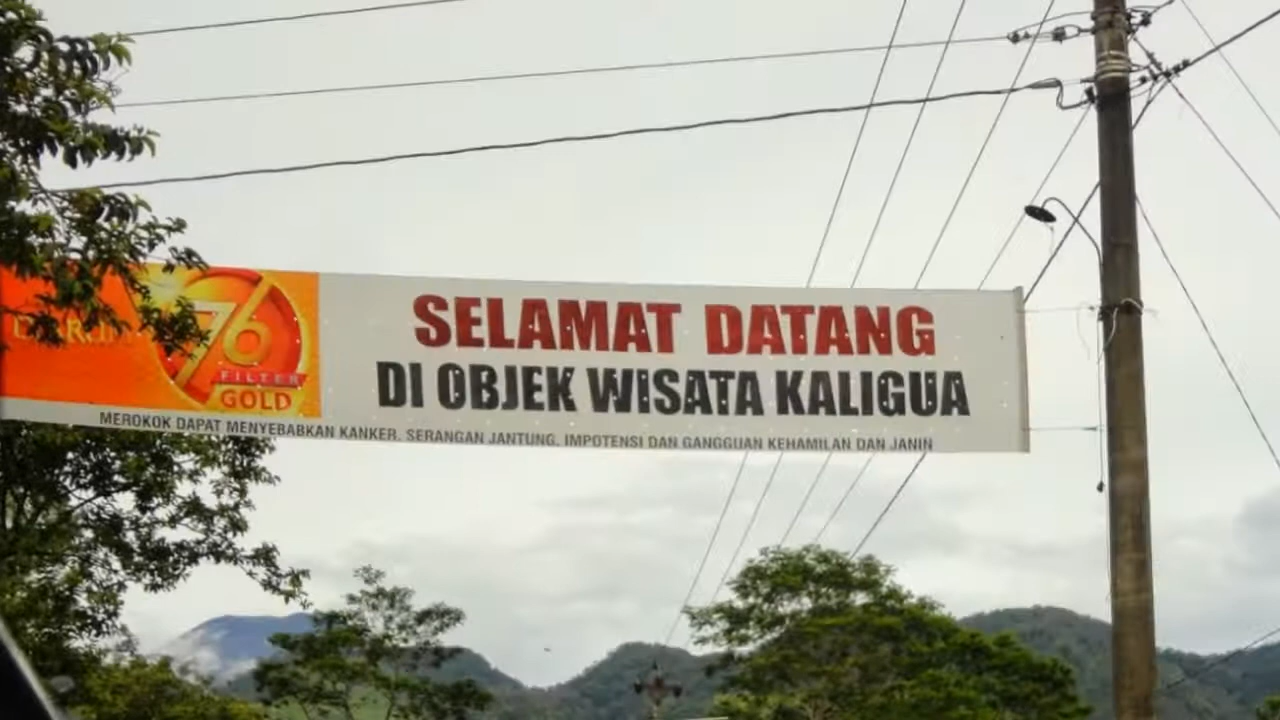 76
FILTER
GOLD
SELAMAT DATANG
DI OBJEK WISATA KALIGUA
MEROKOK DAPAT MENYEBABKAN KANKER, SERANGAN JANTUNG, IMPOTENSI DAN GANGGUAN KEHAMILAN DAN JANIN